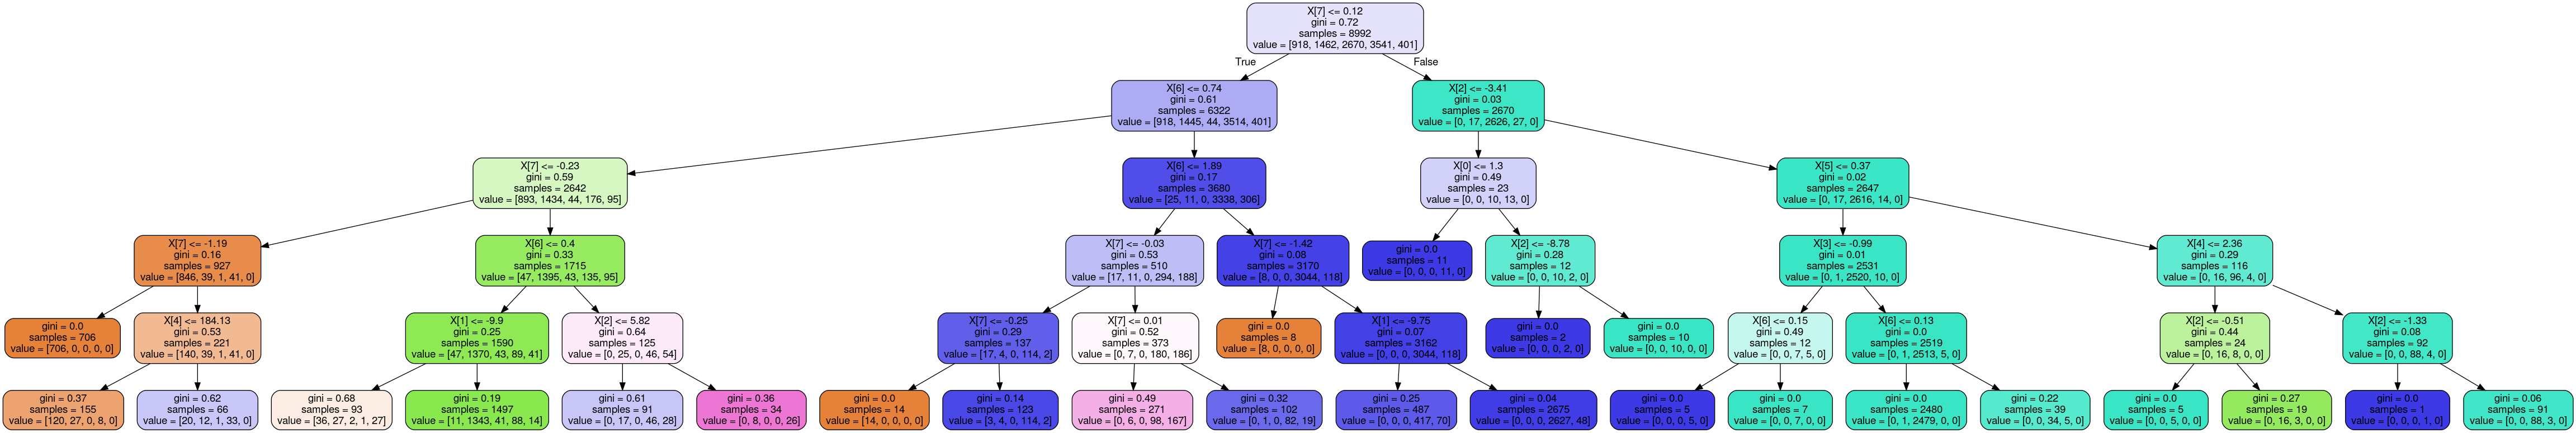 X[7] <= 0.12
gini = 0.72
samples = 8992
value = [918, 1462, 2670, 3541, 401]
True
False
X[6] <= 0.74
gini = 0.61
samples = 6322
value = [918, 1445, 44, 3514, 401]
X[2] <= -3.41
gini = 0.03
samples = 2670
value = [0, 17, 2626, 27, 0]
X[7] <= -0.23
gini = 0.59
samples = 2642
value = [893, 1434, 44, 176, 95]
X[6] <= 1.89
gini = 0.17
samples = 3680
value = [25, 11, 0, 3338, 306]
X[0] <= 1.3
gini = 0.49
samples = 23
value = [0, 0, 10, 13, 0]
X[5] <= 0.37
gini = 0.02
samples = 2647
value = [0, 17, 2616, 14, 0]
X[7] <= -1.19
gini = 0.16
samples = 927
value = [846, 39, 1, 41, 0]
X[6] <= 0.4
gini = 0.33
samples = 1715
value = [47, 1395, 43, 135, 95]
X[7] <= -0.03
gini = 0.53
samples = 510
value = [17, 11, 0, 294, 188]
X[7] <= -1.42
gini = 0.08
samples = 3170
value = [8, 0, 0, 3044, 118]
gini = 0.0
samples = 11
value = [0, 0, 0, 11, 0]
X[2] <= -8.78
gini = 0.28
samples = 12
value = [0, 0, 10, 2, 0]
X[3] <= -0.99
gini = 0.01
samples = 2531
value = [0, 1, 2520, 10, 0]
X[4] <= 2.36
gini = 0.29
samples = 116
value = [0, 16, 96, 4, 0]
gini = 0.0
samples = 706
value = [706, 0, 0, 0, 0]
X[4] <= 184.13
gini = 0.53
samples = 221
value = [140, 39, 1, 41, 0]
X[1] <= -9.9
gini = 0.25
samples = 1590
value = [47, 1370, 43, 89, 41]
X[2] <= 5.82
gini = 0.64
samples = 125
value = [0, 25, 0, 46, 54]
X[7] <= -0.25
gini = 0.29
samples = 137
value = [17, 4, 0, 114, 2]
X[7] <= 0.01
gini = 0.52
samples = 373
value = [0, 7, 0, 180, 186]
gini = 0.0
samples = 8
value = [8, 0, 0, 0, 0]
X[1] <= -9.75
gini = 0.07
samples = 3162
value = [0, 0, 0, 3044, 118]
gini = 0.0
samples = 2
value = [0, 0, 0, 2, 0]
gini = 0.0
samples = 10
value = [0, 0, 10, 0, 0]
X[6] <= 0.15
gini = 0.49
samples = 12
value = [0, 0, 7, 5, 0]
X[6] <= 0.13
gini = 0.0
samples = 2519
value = [0, 1, 2513, 5, 0]
X[2] <= -0.51
gini = 0.44
samples = 24
value = [0, 16, 8, 0, 0]
X[2] <= -1.33
gini = 0.08
samples = 92
value = [0, 0, 88, 4, 0]
gini = 0.37
samples = 155
value = [120, 27, 0, 8, 0]
gini = 0.62
samples = 66
value = [20, 12, 1, 33, 0]
gini = 0.68
samples = 93
value = [36, 27, 2, 1, 27]
gini = 0.19
samples = 1497
value = [11, 1343, 41, 88, 14]
gini = 0.61
samples = 91
value = [0, 17, 0, 46, 28]
gini = 0.36
samples = 34
value = [0, 8, 0, 0, 26]
gini = 0.0
samples = 14
value = [14, 0, 0, 0, 0]
gini = 0.14
samples = 123
value = [3, 4, 0, 114, 2]
gini = 0.49
samples = 271
value = [0, 6, 0, 98, 167]
gini = 0.32
samples = 102
value = [0, 1, 0, 82, 19]
gini = 0.25
samples = 487
value = [0, 0, 0, 417, 70]
gini = 0.04
samples = 2675
value = [0, 0, 0, 2627, 48]
gini = 0.0
samples = 5
value = [0, 0, 0, 5, 0]
gini = 0.0
samples = 7
value = [0, 0, 7, 0, 0]
gini = 0.0
samples = 2480
value = [0, 1, 2479, 0, 0]
gini = 0.22
samples = 39
value = [0, 0, 34, 5, 0]
gini = 0.0
samples = 5
value = [0, 0, 5, 0, 0]
gini = 0.27
samples = 19
value = [0, 16, 3, 0, 0]
gini = 0.0
samples = 1
value = [0, 0, 0, 1, 0]
gini = 0.06
samples = 91
value = [0, 0, 88, 3, 0]